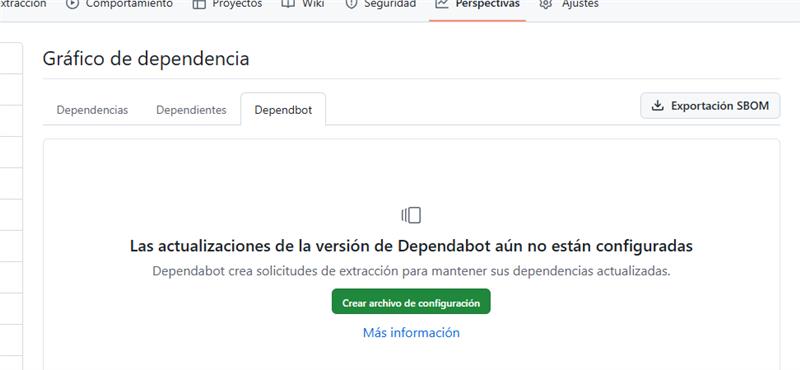 xtracción Comportamiento Proyectos Wiki Seguridad Perspectivas Ajustes
Gráfico de dependencia
Dependencias Dependientes Dependbot Exportación SBOM
Las actualizaciones de la versión de Dependabot aún no están configuradas
Dependabot crea solicitudes de extracción para mantener sus dependencias actualizadas.
Crear archivo de configuración
Más información